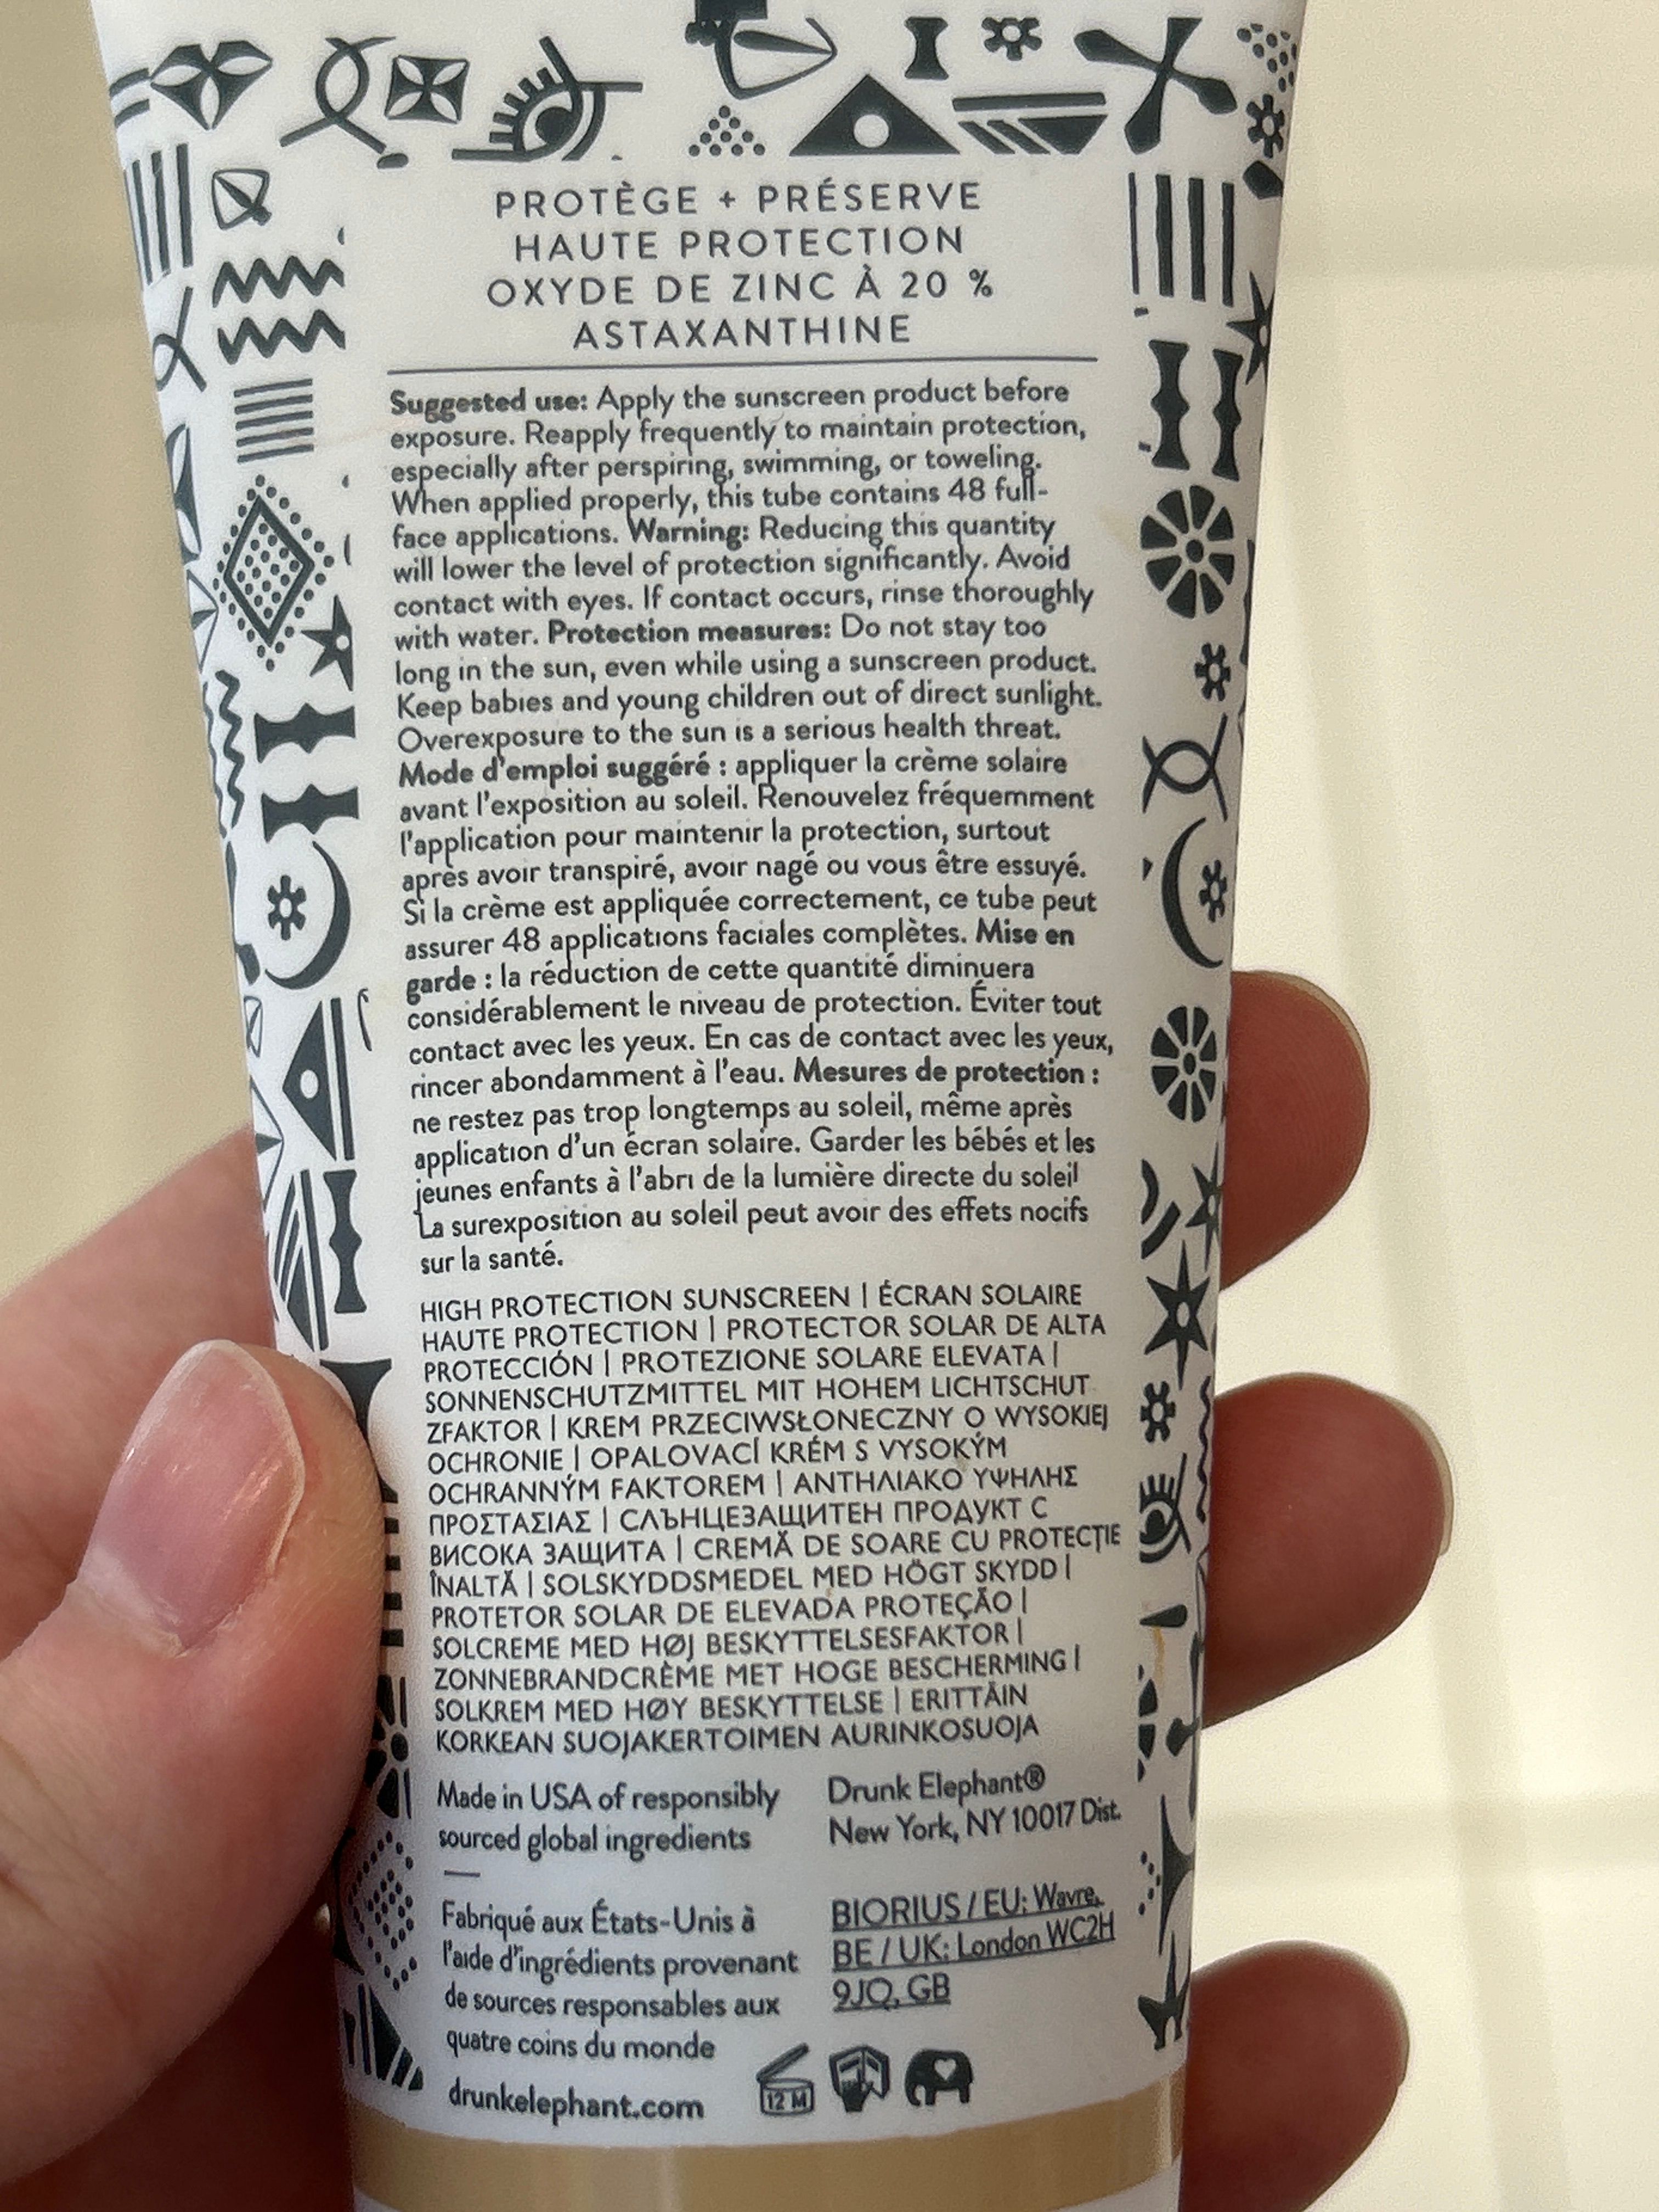 PROTÈGE + PRÉSERVE
HAUTE PROTECTION
OXYDE DE ZINC À 20 %
ASTAXANTHINE
Suggested use: Apply the sunscreen product before
exposure. Reapply frequently to maintain protection,
especially after perspiring, swimming, or toweling.
When applied properly, this tube contains 48 full-
face applications. Warning: Reducing this quantity
will lower the level of protection significantly. Avoid
contact with eyes. If contact occurs, rinse thoroughly
with water. Protection measures: Do not stay too
long in the sun, even while using a sunscreen product.
Keep babies and young children out of direct sunlight.
Overexposure to the sun is a serious health threat.
Mode d'emploi suggéré : appliquer la crème solaire
avant l'exposition au soleil. Renouvelez fréquemment
l'application pour maintenir la protection, surtout
après avoir transpiré, avoir nagé ou vous être essuyé.
Si la crème est appliquée correctement, ce tube peut
assurer 48 applications faciales complètes. Mise en
garde : la réduction de cette quantité diminuera
considérablement le niveau de protection. Éviter tout
contact avec les yeux. En cas de contact avec les yeux,
rincer abondamment à l'eau. Mesures de protection :
ne restez pas trop longtemps au soleil, même après
application d'un écran solaire. Garder les bébés et les
jeunes enfants à l'abri de la lumière directe du soleil
La surexposition au soleil peut avoir des effets nocifs
sur la santé.
HIGH PROTECTION SUNSCREEN | ÉCRAN SOLAIRE
HAUTE PROTECTION | PROTECTOR SOLAR DE ALTA
PROTECCIÓN | PROTEZIONE SOLARE ELEVATA |
SONNENSCHUTZMITTEL MIT HOHEM LICHTSCHUT
ZFAKTOR | KREM PRZECIWSŁONECZNY O WYSOKIEJ
OCHRONIE | OPALOVACÍ KRÉM S VYSOKÝM
OCHRANNÝM FAKTOREM | ΑΝΤΗΛΙΑΚΟ ΥΨΗΛΗΣ
ΠΡΟΣΤΑΣΙΑΣ | СЛЪНЦЕЗАЩИТЕН ПРОДУКТ С
ВИСОКА ЗАЩИТА | CREMĂ DE SOARE CU PROTECȚIE
ÎNALTĂ | SOLSKYDDSMEDEL MED HÖGT SKYDD |
PROTETOR SOLAR DE ELEVADA PROTEÇÃO |
SOLCREME MED HØJ BESKYTTELSESFAKTOR |
ZONNEBRANDCRÈME MET HOGE BESCHERMING |
SOLKREM MED HØY BESKYTTELSE | ERITTÄIN
KORKEAN SUOJAKERTOIMEN AURINKOSUOJA
Made in USA of responsibly
sourced global ingredients
—
Fabriqué aux États-Unis à
l'aide d'ingrédients provenant
de sources responsables aux
quatre coins du monde
drunkelephant.com
Drunk Elephant®
New York, NY 10017 Dist.
BIORIUS / EU: Wavre,
BE / UK: London WC2H
9JQ, GB
12 M